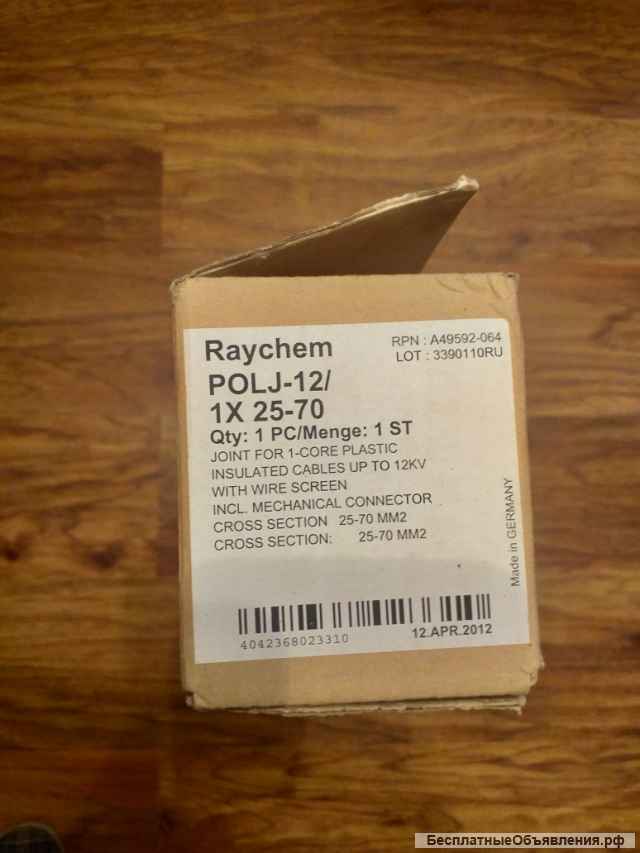 Raychem
RPN : A49592-064
LOT : 3390110RU
POLJ-12/
1X 25-70
Qty: 1 PC/Menge: 1 ST
JOINT FOR 1-CORE PLASTIC
INSULATED CABLES UP TO 12KV
WITH WIRE SCREEN
INCL. MECHANICAL CONNECTOR
CROSS SECTION 25-70 MM2
CROSS SECTION: 25-70 MM2
Made in GERMANY
4042368023310
12.APR.2012
БесплатныеОбъявления.рф